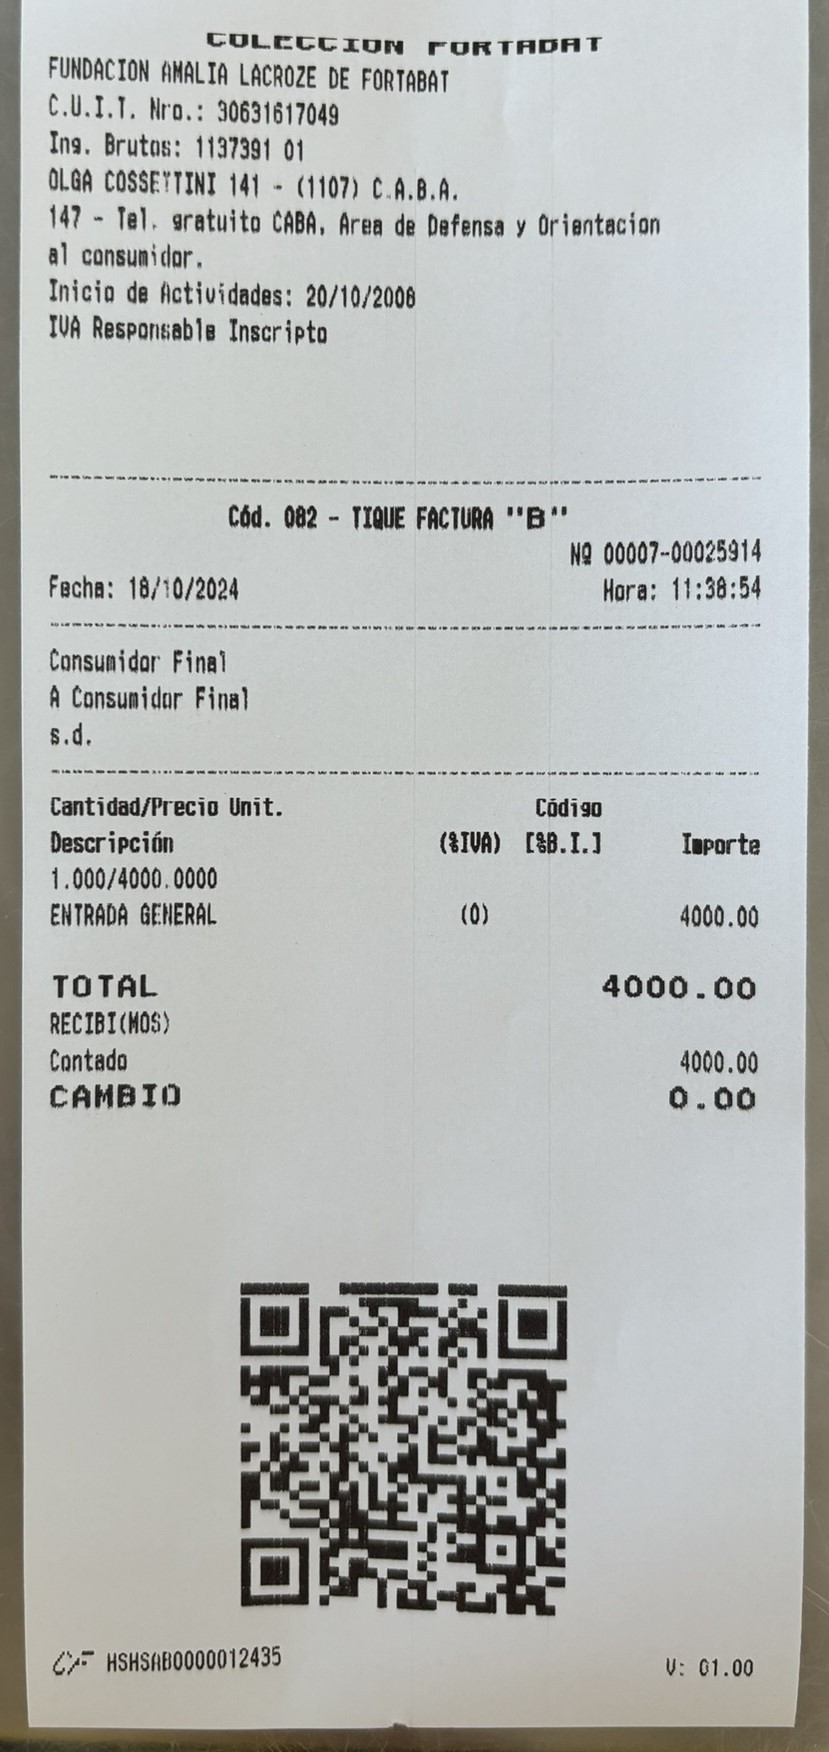 COLECCION FORTABAT
FUNDACION AMALIA LACROZE DE FORTABAT
C.U.I.T. Nro.: 30631617049
Ing. Brutos: 1137391 01
OLGA COSSETTINI 141 - (1107) C.A.B.A.
147 - Tel. gratuito CABA, Area de Defensa y Orientacion
al consumidor.
Inicio de Actividades: 20/10/2008
IVA Responsable Inscripto
Cód. 082 - TIQUE FACTURA "B"
Nº 00007-00025914
Fecha: 18/10/2024 Hora: 11:38:54
Consumidor Final
A Consumidor Final
s.d.
Cantidad/Precio Unit. Código
Descripción (%IVA) [%B.I.] Importe
1.000/4000.0000
ENTRADA GENERAL (0) 4000.00
TOTAL 4000.00
RECIBI(MOS)
Contado 4000.00
CAMBIO 0.00
CF HSHSAB0000012435 V: 01.00